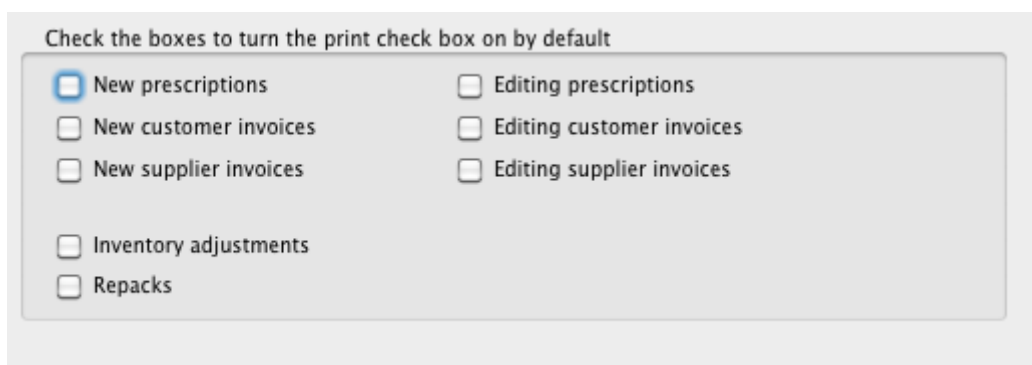 Check the boxes to turn the print check box on by default
New prescriptions Editing prescriptions
New customer invoices Editing customer invoices
New supplier invoices Editing supplier invoices
Inventory adjustments
Repacks